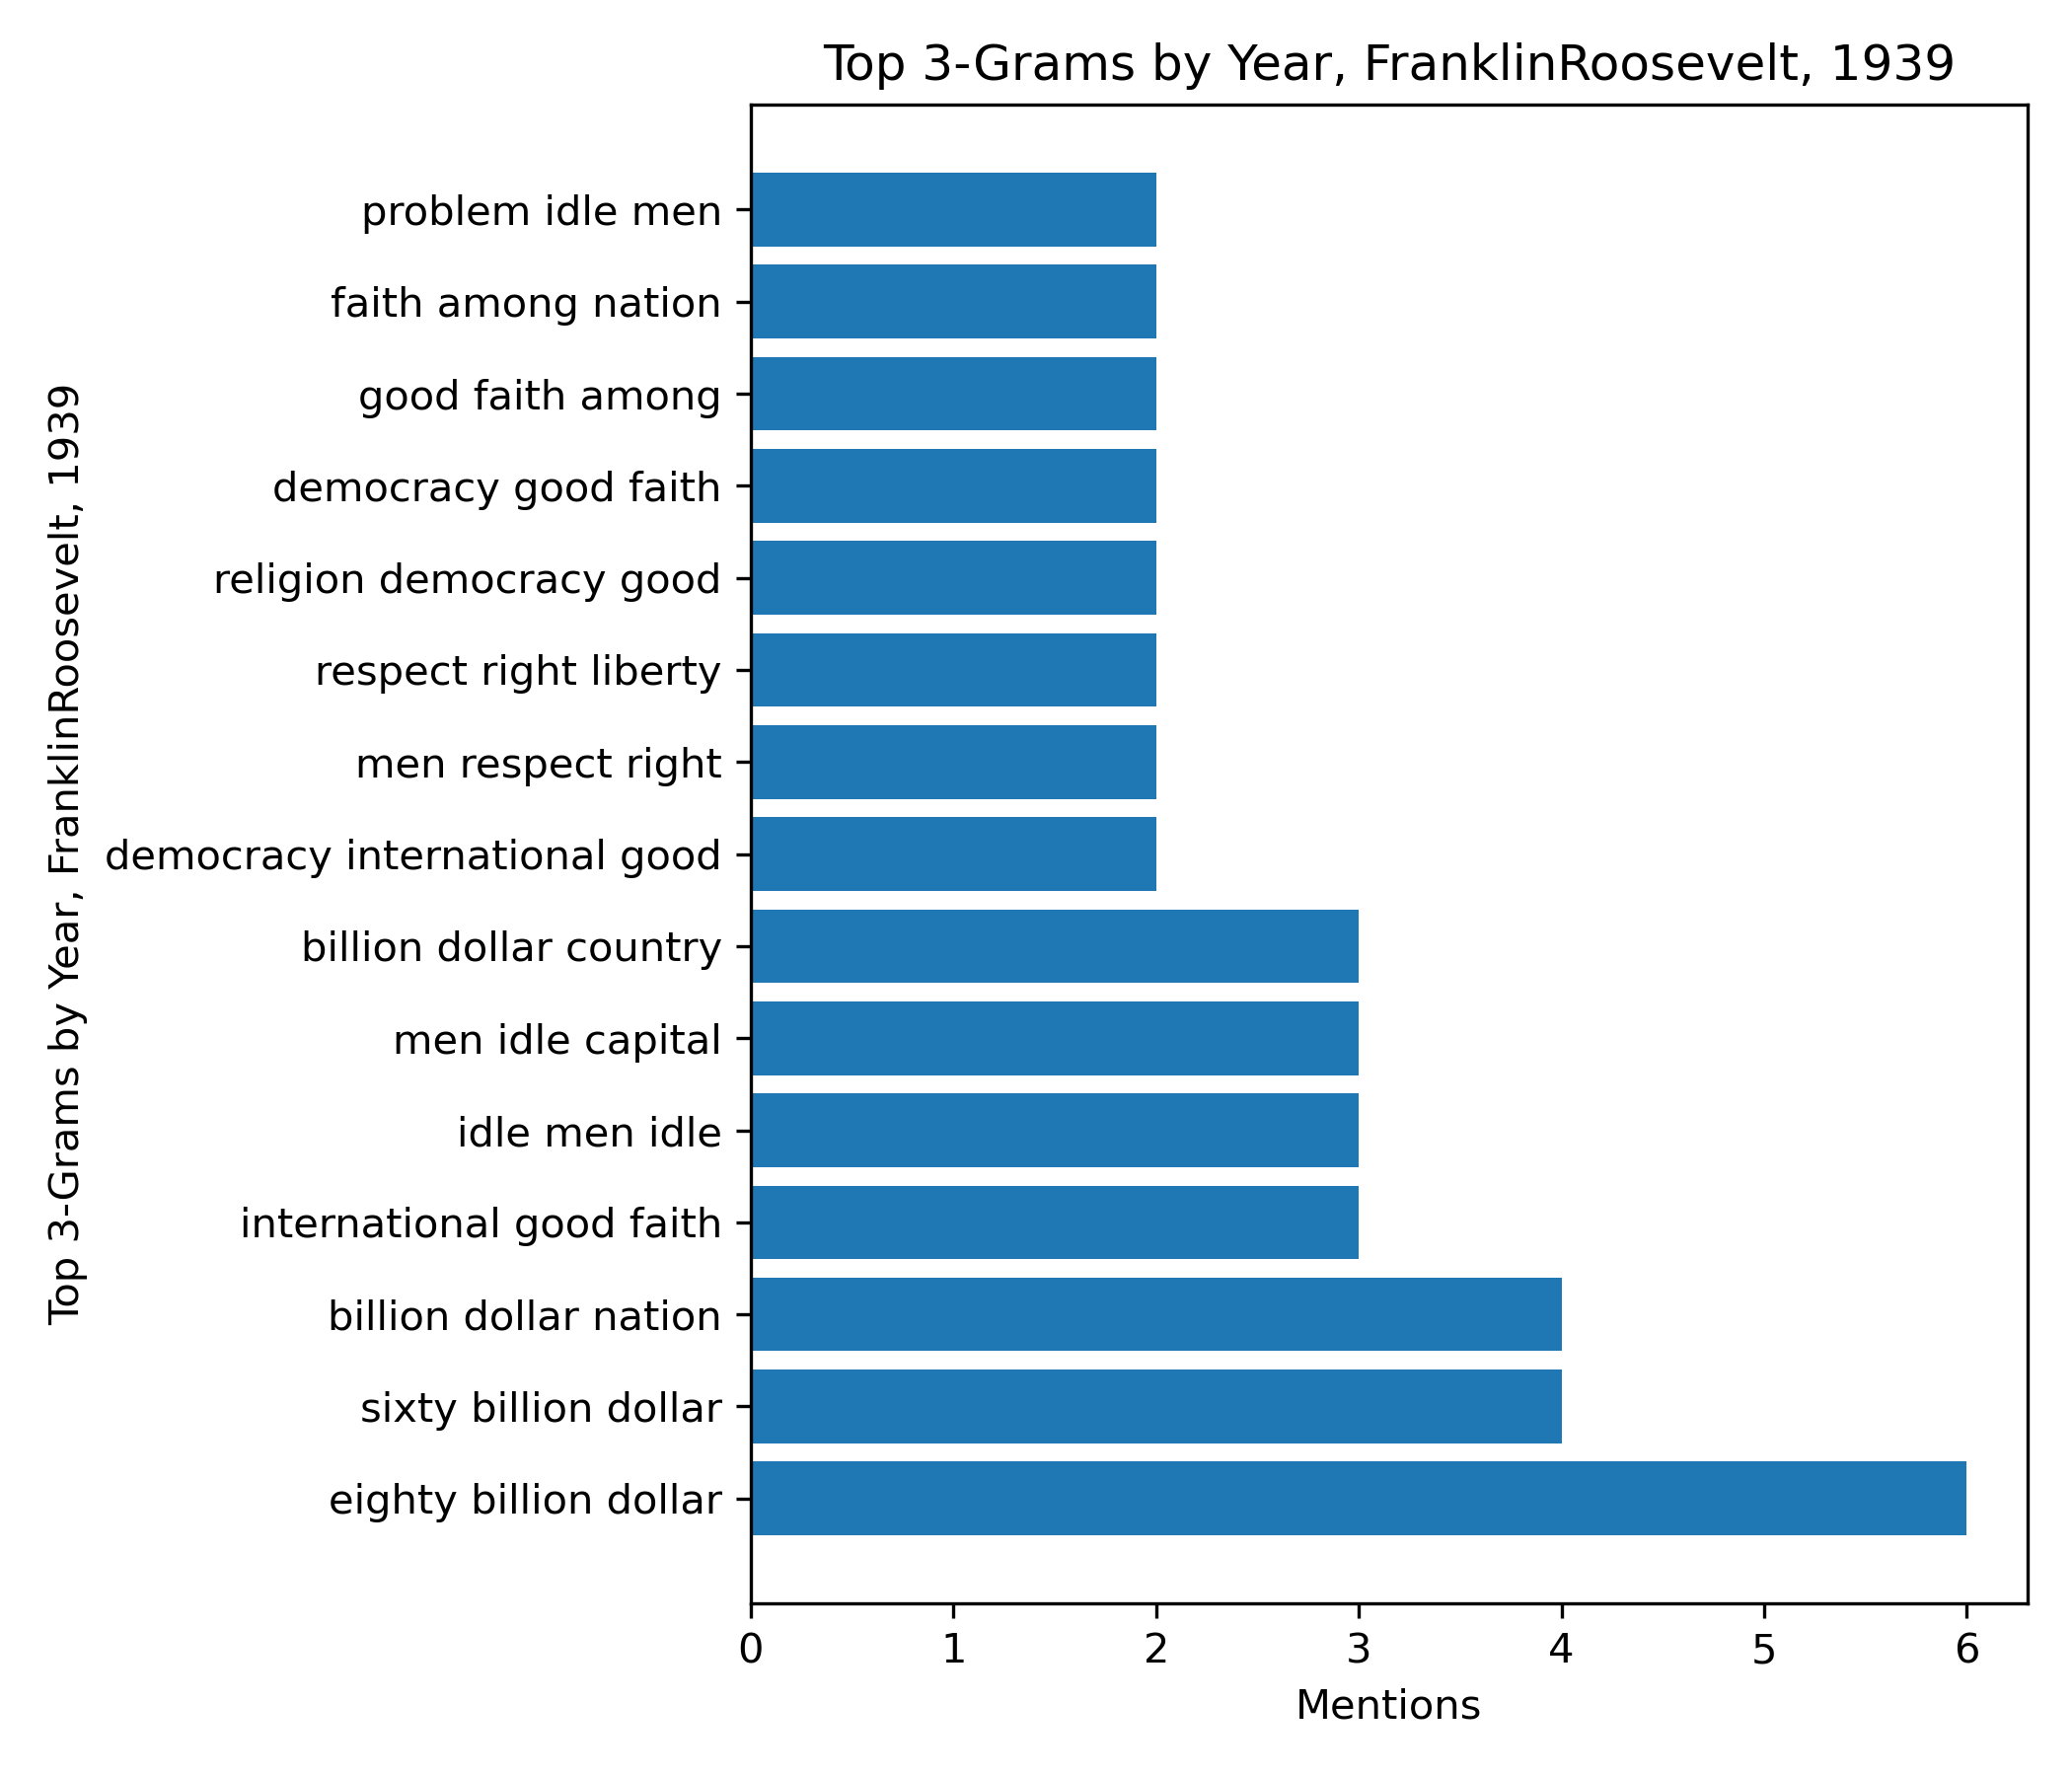 Top 3-Grams by Year, FranklinRoosevelt, 1939
Top 3-Grams by Year, FranklinRoosevelt, 1939
problem idle men
faith among nation
good faith among
democracy good faith
religion democracy good
respect right liberty
men respect right
democracy international good
billion dollar country
men idle capital
idle men idle
international good faith
billion dollar nation
sixty billion dollar
eighty billion dollar
0 1 2 3 4 5 6
Mentions